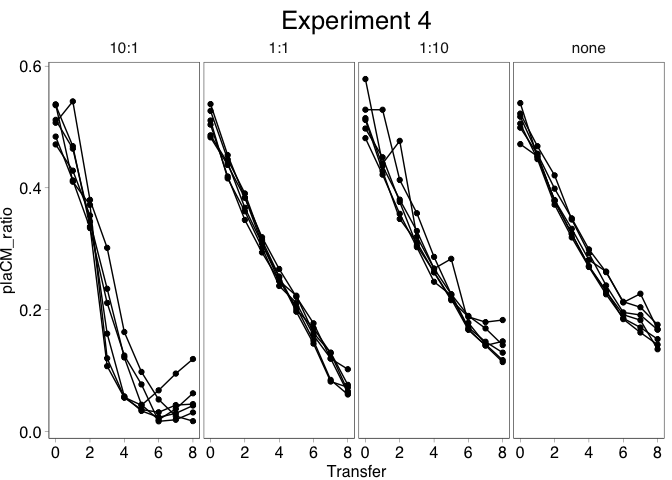 Experiment 4
10:1 1:1 1:10 none
plaCM_ratio
0.6
0.4
0.2
0.0
0 2 4 6 8 0 2 4 6 8 0 2 4 6 8 0 2 4 6 8
Transfer